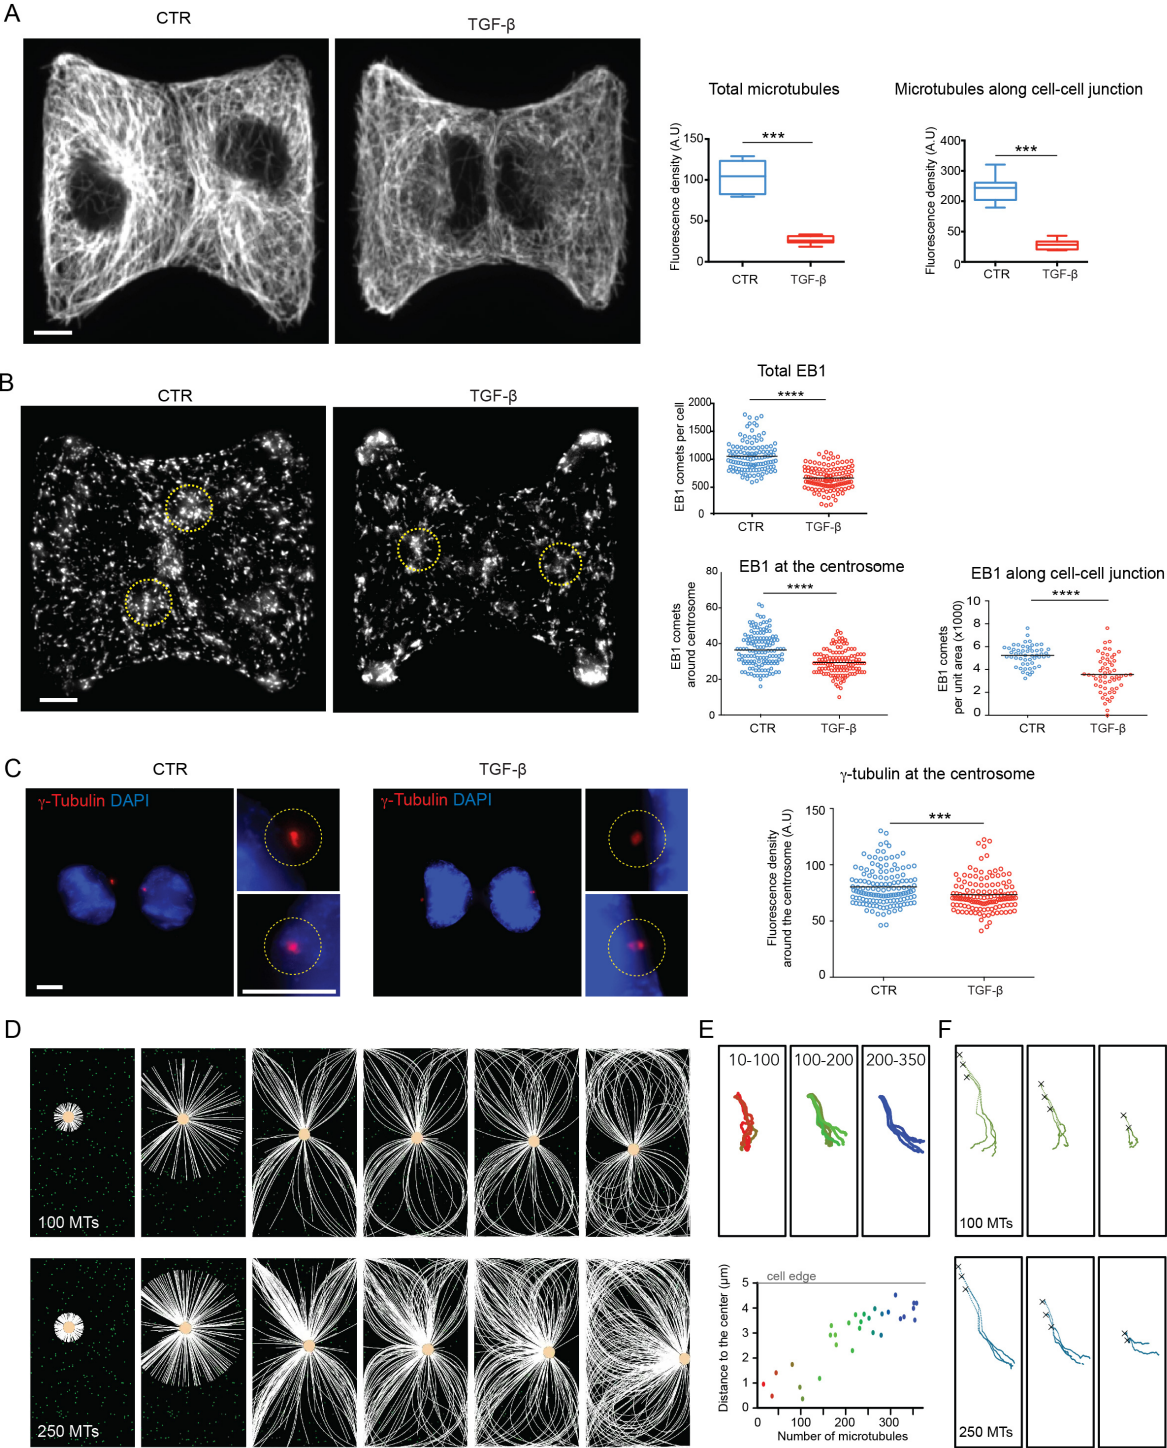 A
CTR
TGF-β
Total microtubules
Fluorescence density (A.U)
150
100
50
0
***
CTR
TGF-β
Microtubules along cell-cell junction
Fluorescence density (A.U)
400
300
200
50
0
***
CTR
TGF-β
B
CTR
TGF-β
Total EB1
EB1 comets per cell
2000
1500
1000
500
0
****
CTR
TGF-β
EB1 at the centrosome
EB1 comets
around centrosome
80
60
40
20
0
****
CTR
TGF-β
EB1 along cell-cell junction
EB1 comets
per unit area (x1000)
10
8
6
4
2
0
****
CTR
TGF-β
C
CTR
TGF-β
γ-Tubulin DAPI
γ-Tubulin DAPI
γ-tubulin at the centrosome
Fluorescence density
around the centrosome (A.U)
150
100
50
0
***
CTR
TGF-β
D
100 MTs
250 MTs
E
10-100
100-200
200-350
cell edge
Distance to the center (μm)
5
4
3
2
1
0
0
100
200
300
Number of microtubules
F
100 MTs
250 MTs